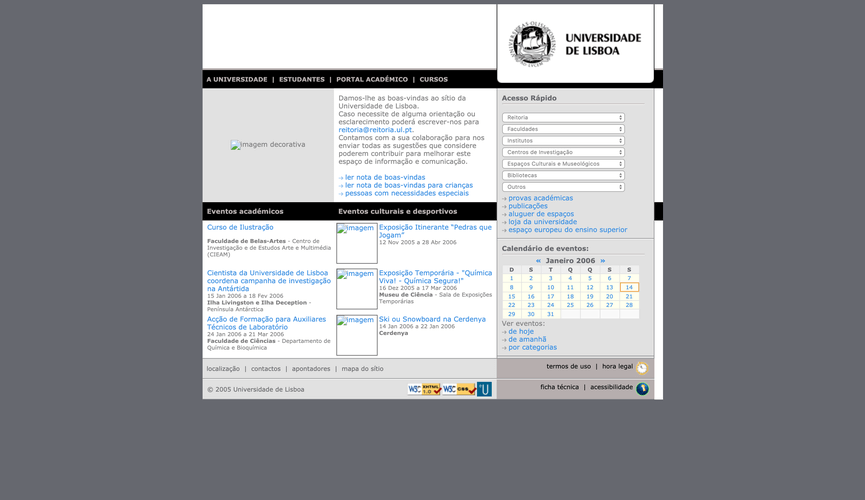 UNIVERSIDADE
DE LISBOA
A UNIVERSIDADE | ESTUDANTES | PORTAL ACADÉMICO | CURSOS
imagem decorativa
Damos-lhe as boas-vindas ao sítio da
Universidade de Lisboa.
Caso necessite de alguma orientação ou
esclarecimento poderá escrever-nos para
reitoria@reitoria.ul.pt.
Contamos com a sua colaboração para nos
enviar todas as sugestões que considere
poderem contribuir para melhorar este
espaço de informação e comunicação.
ler nota de boas-vindas
ler nota de boas-vindas para crianças
pessoas com necessidades especiais
Acesso Rápido
Reitoria
Faculdades
Institutos
Centros de Investigação
Espaços Culturais e Museológicos
Bibliotecas
Outros
provas académicas
publicações
aluguer de espaços
loja da universidade
espaço europeu do ensino superior
Eventos académicos
Curso de Ilustração
Faculdade de Belas-Artes - Centro de
Investigação e de Estudos Arte e Multimédia
(CIEAM)
Cientista da Universidade de Lisboa
coordena campanha de investigação
na Antártida
15 Jan 2006 a 18 Fev 2006
Ilha Livingston e Ilha Deception -
Península Antárctica
Acção de Formação para Auxiliares
Técnicos de Laboratório
24 Jan 2006 a 21 Mar 2006
Faculdade de Ciências - Departamento de
Química e Bioquímica
Eventos culturais e desportivos
imagem
Exposição Itinerante "Pedras que
Jogam"
12 Nov 2005 a 28 Abr 2006
imagem
Exposição Temporária - "Química
Viva! - Química Segura!"
16 Dez 2005 a 17 Mar 2006
Museu de Ciência - Sala de Exposições
Temporárias
imagem
Ski ou Snowboard na Cerdenya
14 Jan 2006 a 22 Jan 2006
Cerdenya
Calendário de eventos:
« Janeiro 2006 »
D S T Q Q S S
1 2 3 4 5 6 7
8 9 10 11 12 13 14
15 16 17 18 19 20 21
22 23 24 25 26 27 28
29 30 31
Ver eventos:
de hoje
de amanhã
por categorias
localização | contactos | apontadores | mapa do sítio
termos de uso | hora legal
© 2005 Universidade de Lisboa
W3C XHTML 1.0
W3C css
U
ficha técnica | acessibilidade